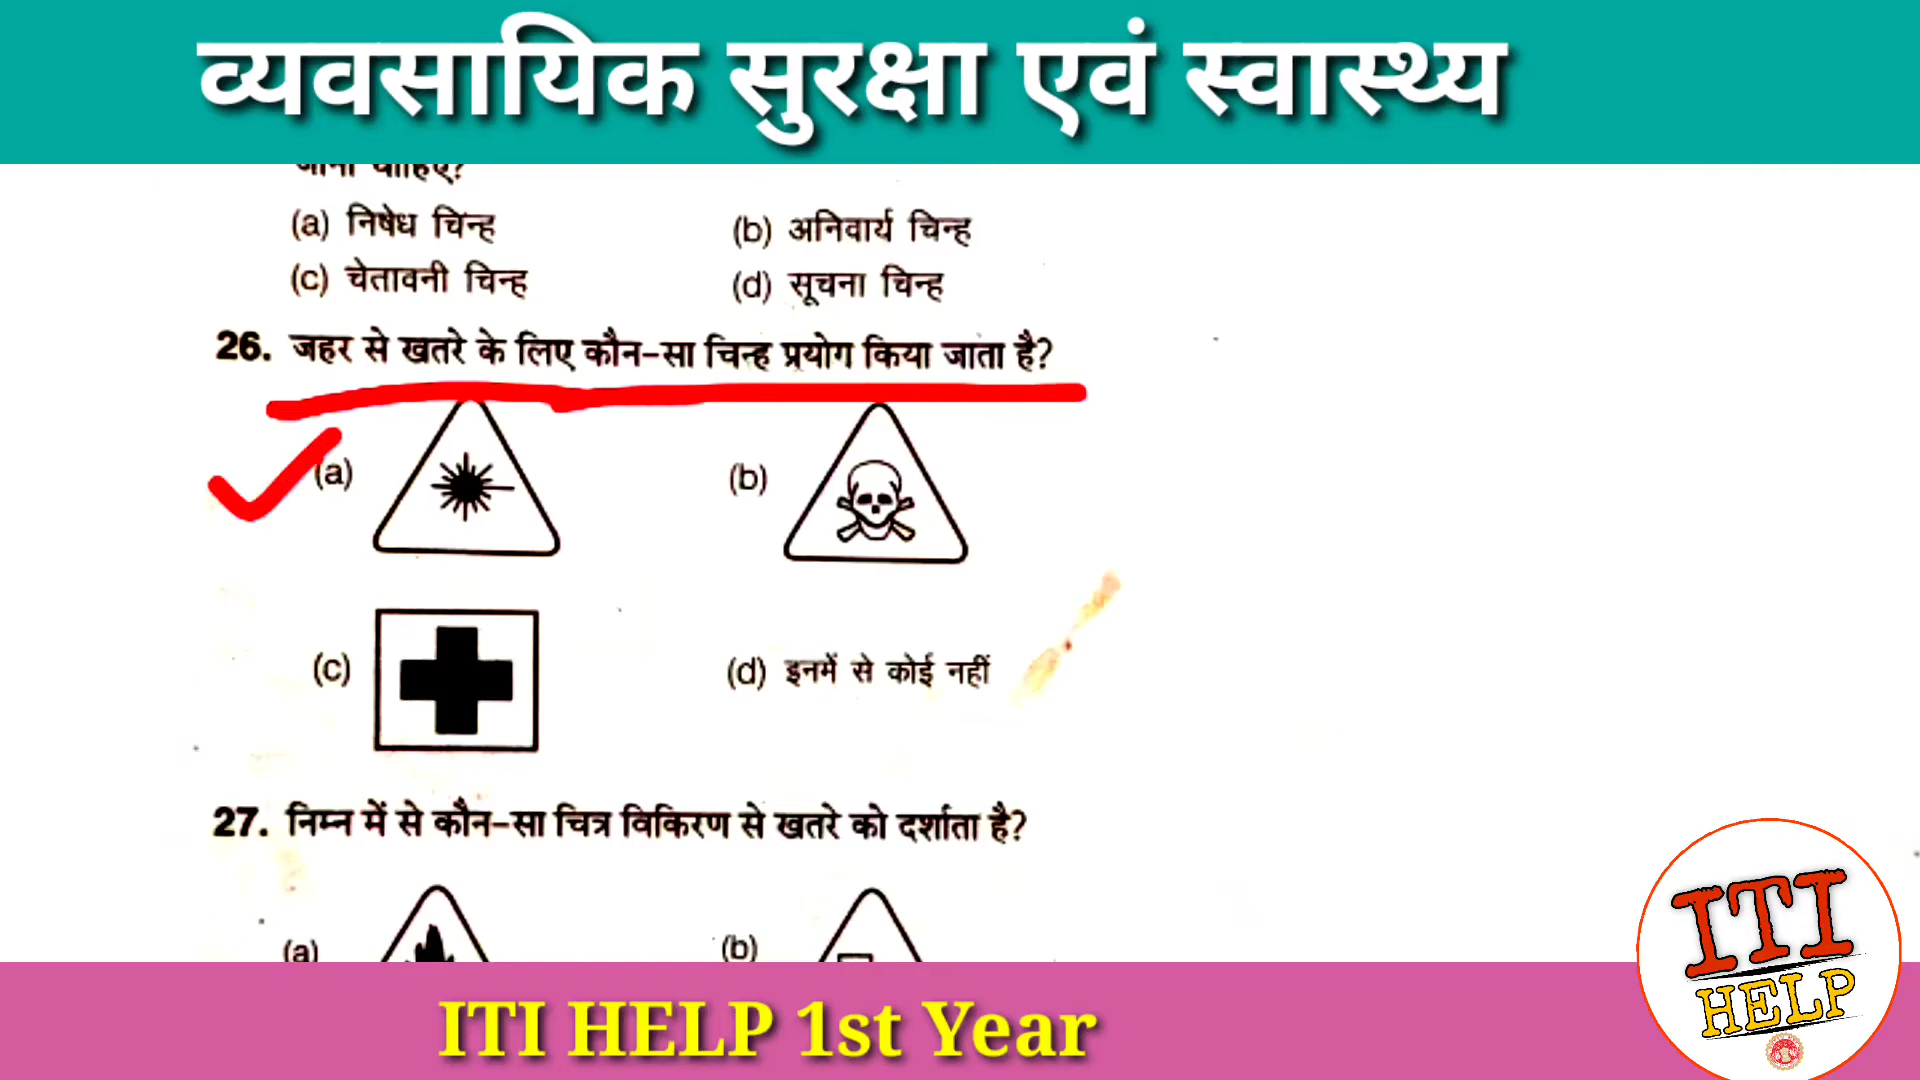 व्यवसायिक सुरक्षा एवं स्वास्थ्य
जाना चाहिए?
(a) निषेध चिन्ह (b) अनिवार्य चिन्ह
(c) चेतावनी चिन्ह (d) सूचना चिन्ह
26. जहर से खतरे के लिए कौन-सा चिन्ह प्रयोग किया जाता है?
(a) (b)
(c) (d) इनमें से कोई नहीं
27. निम्न में से कौन-सा चित्र विकिरण से खतरे को दर्शाता है?
(a) (b)
ITI HELP 1st Year
ITI
HELP